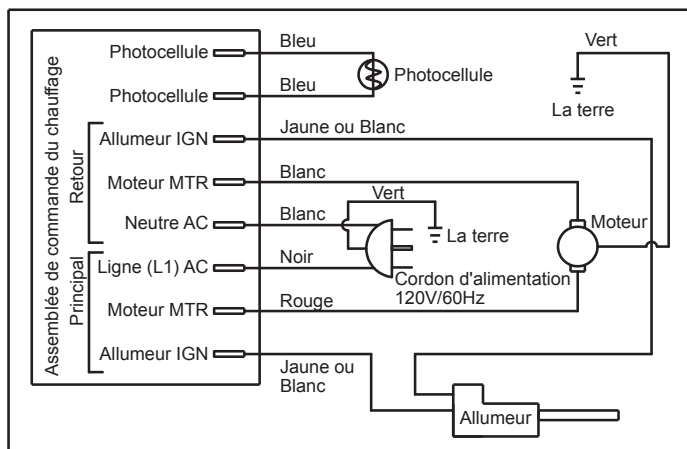 Assemblée de commande du chauffage
Retour
Principal
Photocellule
Photocellule
Allumeur IGN
Moteur MTR
Neutre AC
Ligne (L1) AC
Moteur MTR
Allumeur IGN
Bleu
Bleu
Photocellule
Jaune ou Blanc
Blanc
Vert
Blanc
La terre
Noir
Cordon d'alimentation
120V/60Hz
Rouge
Jaune ou
Blanc
Vert
La terre
Moteur
Allumeur